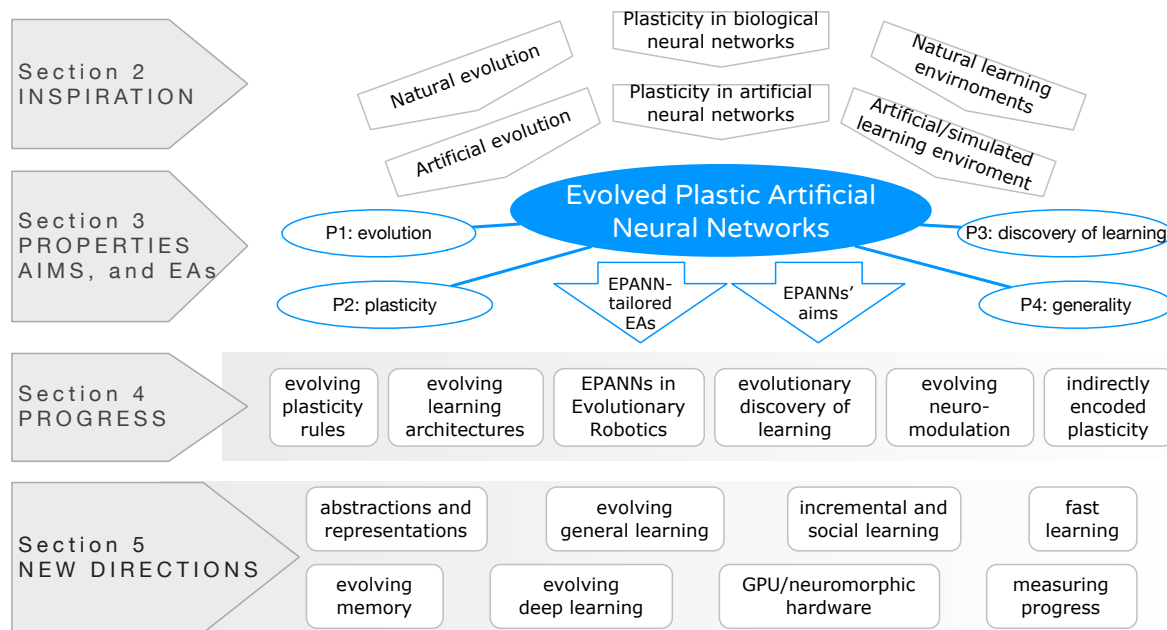 Section 2
INSPIRATION
Natural evolution
Artificial evolution
Plasticity in biological
neural networks
Plasticity in artificial
neural networks
Natural learning
envirnoments
Artificial/simulated
learning enviroment
Section 3
PROPERTIES
AIMS, and EAs
Evolved Plastic Artificial
Neural Networks
P1: evolution
P2: plasticity
P3: discovery of learning
P4: generality
EPANN-
tailored
EAs
EPANNs’
aims
Section 4
PROGRESS
evolving
plasticity
rules
evolving
learning
architectures
EPANNs in
Evolutionary
Robotics
evolutionary
discovery of
learning
evolving
neuro-
modulation
indirectly
encoded
plasticity
Section 5
NEW DIRECTIONS
abstractions and
representations
evolving
general learning
incremental and
social learning
fast
learning
evolving
memory
evolving
deep learning
GPU/neuromorphic
hardware
measuring
progress